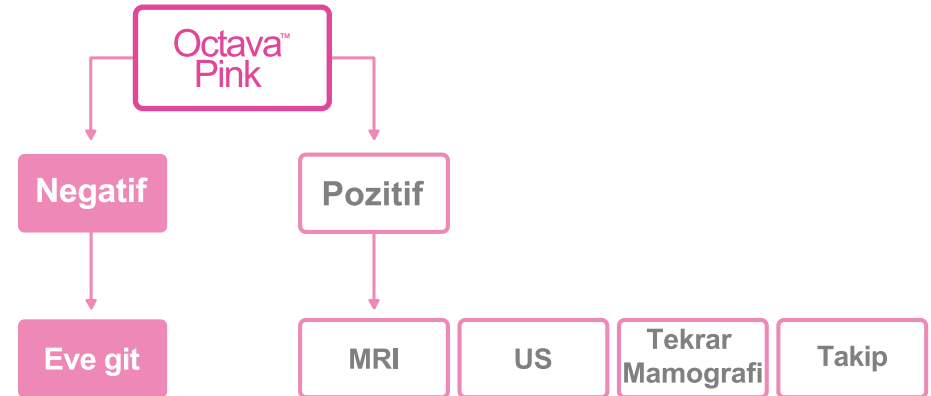 Octava™
Pink
Negatif
Pozitif
Eve git
MRI
US
Tekrar
Mamografi
Takip